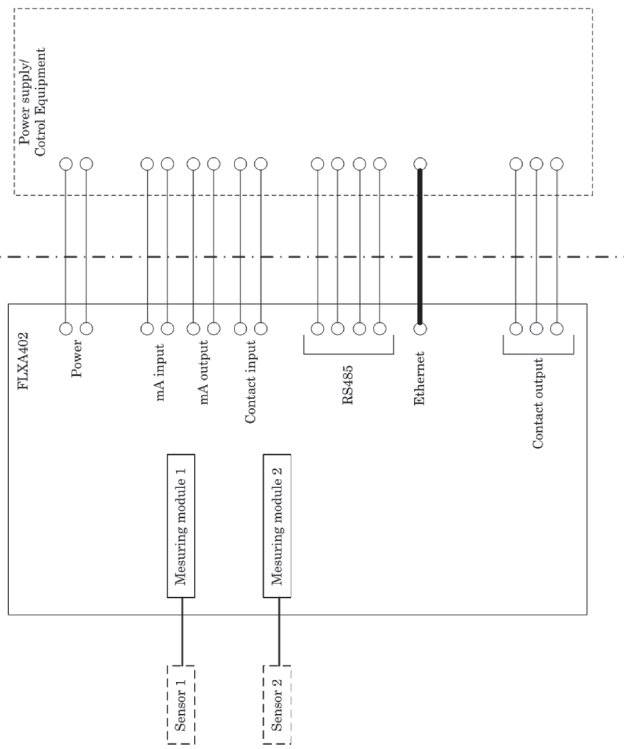 Power supply/
Cotrol Equipment
FLXA402
Power
mA input
mA output
Contact input
RS485
Ethernet
Contact output
Mesuring module 1
Mesuring module 2
Sensor 1
Sensor 2